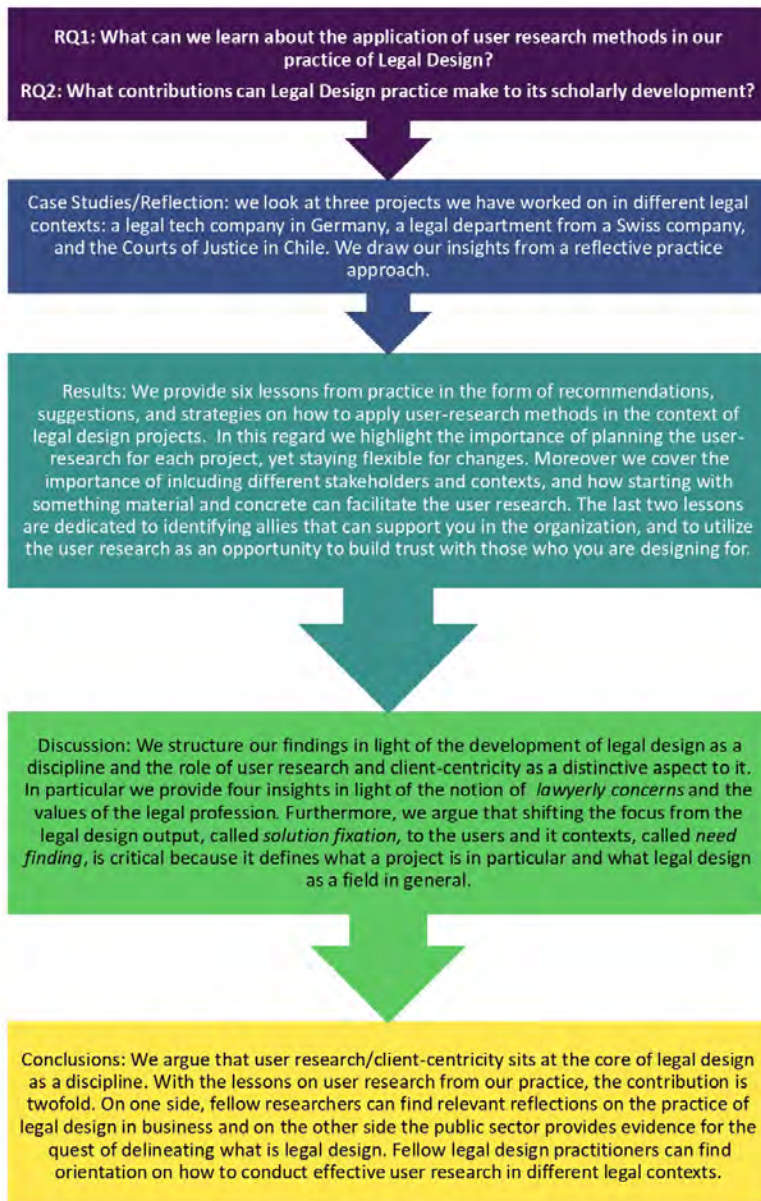 RQ1: What can we learn about the application of user research methods in our
practice of Legal Design?
RQ2: What contributions can Legal Design practice make to its scholarly development?
Case Studies/Reflection: we look at three projects we have worked on in different legal
contexts: a legal tech company in Germany, a legal department from a Swiss company,
and the Courts of Justice in Chile. We draw our insights from a reflective practice
approach.
Results: We provide six lessons from practice in the form of recommendations,
suggestions, and strategies on how to apply user-research methods in the context of
legal design projects. In this regard we highlight the importance of planning the user-
research for each project, yet staying flexible for changes. Moreover we cover the
importance of inlcuding different stakeholders and contexts, and how starting with
something material and concrete can facilitate the user research. The last two lessons
are dedicated to identifying allies that can support you in the organization, and to utilize
the user research as an opportunity to build trust with those who you are designing for.
Discussion: We structure our findings in light of the development of legal design as a
discipline and the role of user research and client-centricity as a distinctive aspect to it.
In particular we provide four insights in light of the notion of lawyerly concerns and the
values of the legal profession. Furthermore, we argue that shifting the focus from the
legal design output, called solution fixation, to the users and it contexts, called need
finding, is critical because it defines what a project is in particular and what legal design
as a field in general.
Conclusions: We argue that user research/client-centricity sits at the core of legal design
as a discipline. With the lessons on user research from our practice, the contribution is
twofold. On one side, fellow researchers can find relevant reflections on the practice of
legal design in business and on the other side the public sector provides evidence for the
quest of delineating what is legal design. Fellow legal design practitioners can find
orientation on how to conduct effective user research in different legal contexts.